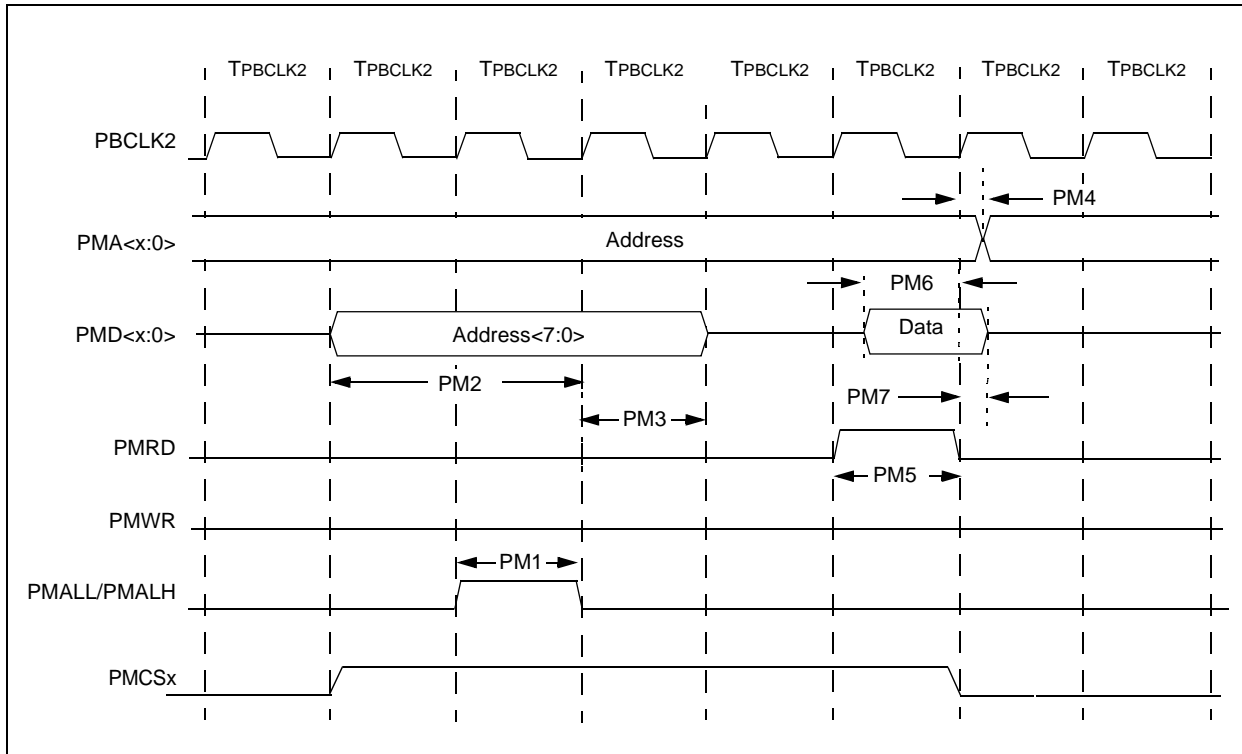 TPBCLK2 TPBCLK2 TPBCLK2 TPBCLK2 TPBCLK2 TPBCLK2 TPBCLK2 TPBCLK2
PBCLK2
PM4
PMA<x:0>
Address
PM6
PMD<x:0>
Address<7:0>
Data
PM2
PM7
PM3
PMRD
PM5
PMWR
PM1
PMALL/PMALH
PMCSx